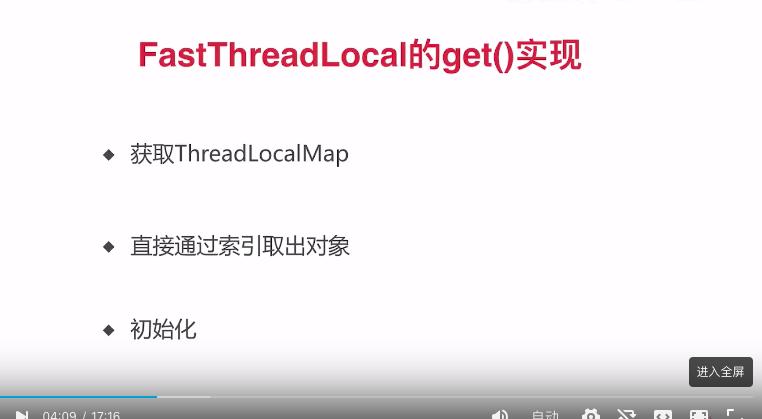 FastThreadLocal的get()实现
◆ 获取ThreadLocalMap
◆ 直接通过索引取出对象
◆ 初始化
进入全屏
04:09 / 17:16
自动